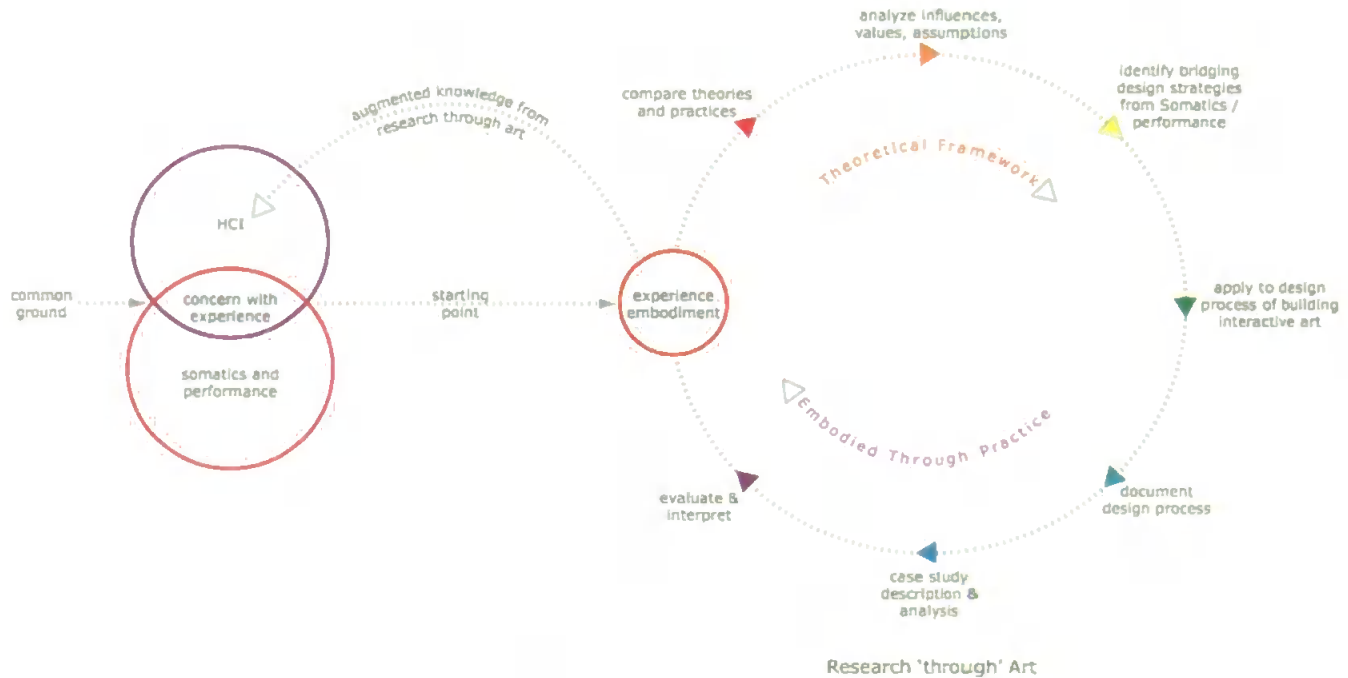 analyze influences,
values, assumptions
identify bridging
design strategies
from Somatics /
performance
compare theories
and practices
augmented knowledge from
research through art
Theoretical Framework
HCI
common
ground
concern with
experience
starting
point
experience
embodiment
apply to design
process of building
interactive art
somatics and
performance
Embodied Through Practice
evaluate &
interpret
document
design process
case study
description &
analysis
Research 'through' Art